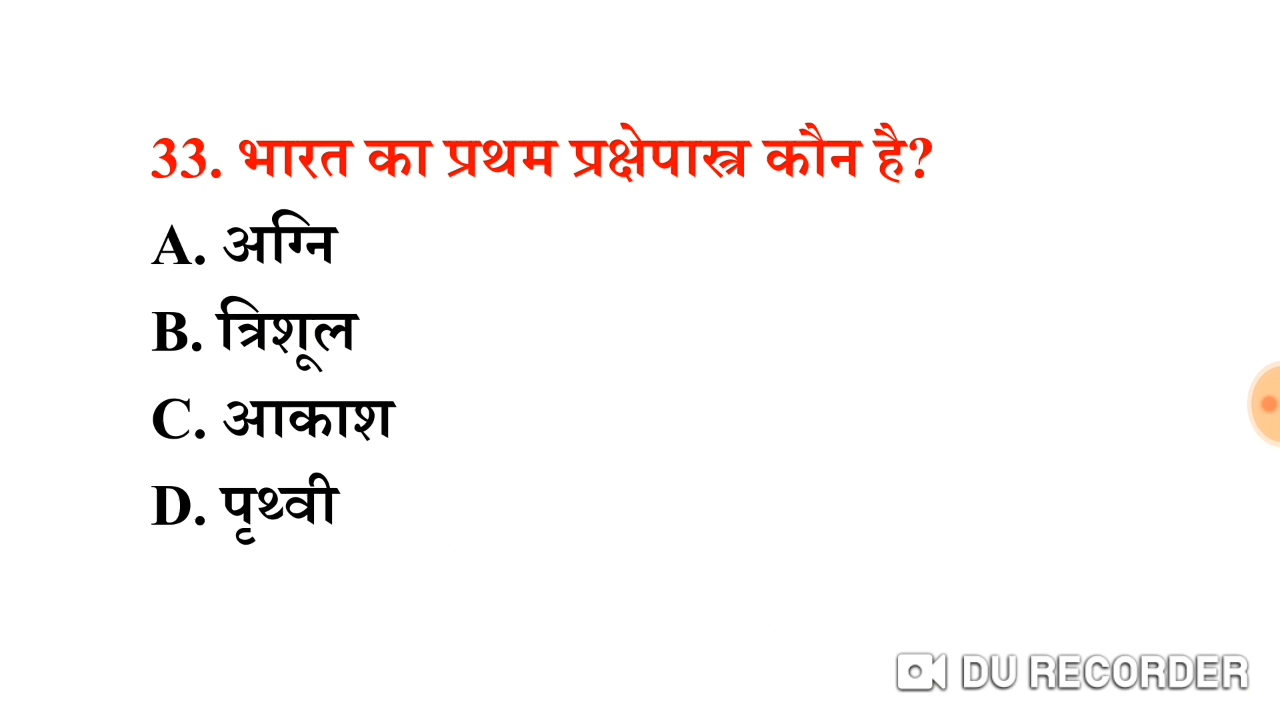 33. भारत का प्रथम प्रक्षेपास्त्र कौन है?
A. अग्नि
B. त्रिशूल
C. आकाश
D. पृथ्वी
DU RECORDER